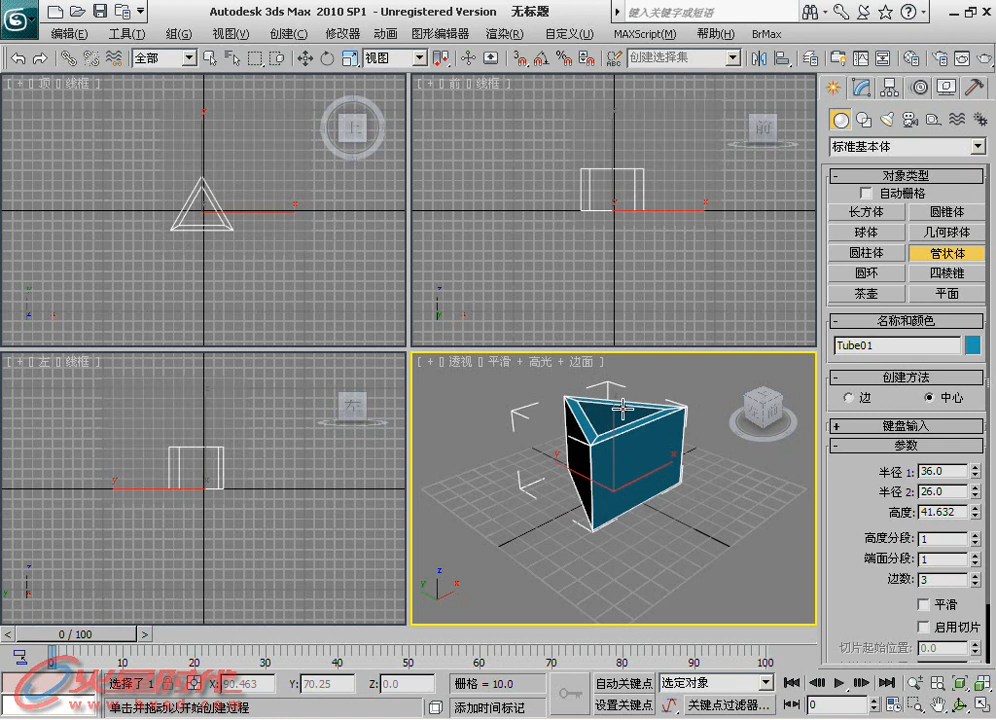 Autodesk 3ds Max 2010 SP1 - Unregistered Version 无标题
键入关键字或短语
编辑(E) 工具(T) 组(G) 视图(V) 创建(C) 修改器 动画 图形编辑器 渲染(R) 自定义(U) MAXScript(M) 帮助(H) BrMax
全部
视图
创建选择集
[ + [] 顶 [] 线框 ]
上
x
x
z
[ + [] 前 [] 线框 ]
前
x
z
[ + [] 左 [] 线框 ]
左
y
z
y
[ + [] 透视 [] 平滑 + 高光 + 边面 ]
前
左
y
x
z
y
x
标准基本体
- 对象类型
自动栅格
长方体 圆锥体
球体 几何球体
圆柱体 管状体
圆环 四棱锥
茶壶 平面
- 名称和颜色
Tube01
- 创建方法
边 中心
+ 键盘输入
- 参数
半径 1: 36.0
半径 2: 26.0
高度: 41.632
高度分段: 1
端面分段: 1
边数: 3
平滑
启用切片
切片起始位置: 0.0
< 0 / 100 >
0 10 20 30 40 50 60 70 80 90 100
选择了 1 X: 90.463 Y: 70.25 Z: 0.0 栅格 = 10.0 自动关键点 选定对象
单击并拖动以开始创建过程 添加时间标记 设置关键点 关键点过滤器... 0